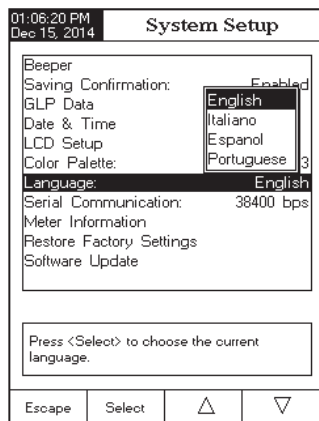 01:06:20 PM
Dec 15, 2014
System Setup
Beeper
Saving Confirmation: Enabled
GLP Data
Date & Time
LCD Setup
Color Palette: 3
English
Italiano
Espanol
Portuguese
Language: English
Serial Communication: 38400 bps
Meter Information
Restore Factory Settings
Software Update
Press <Select> to choose the current
language.
Escape Select